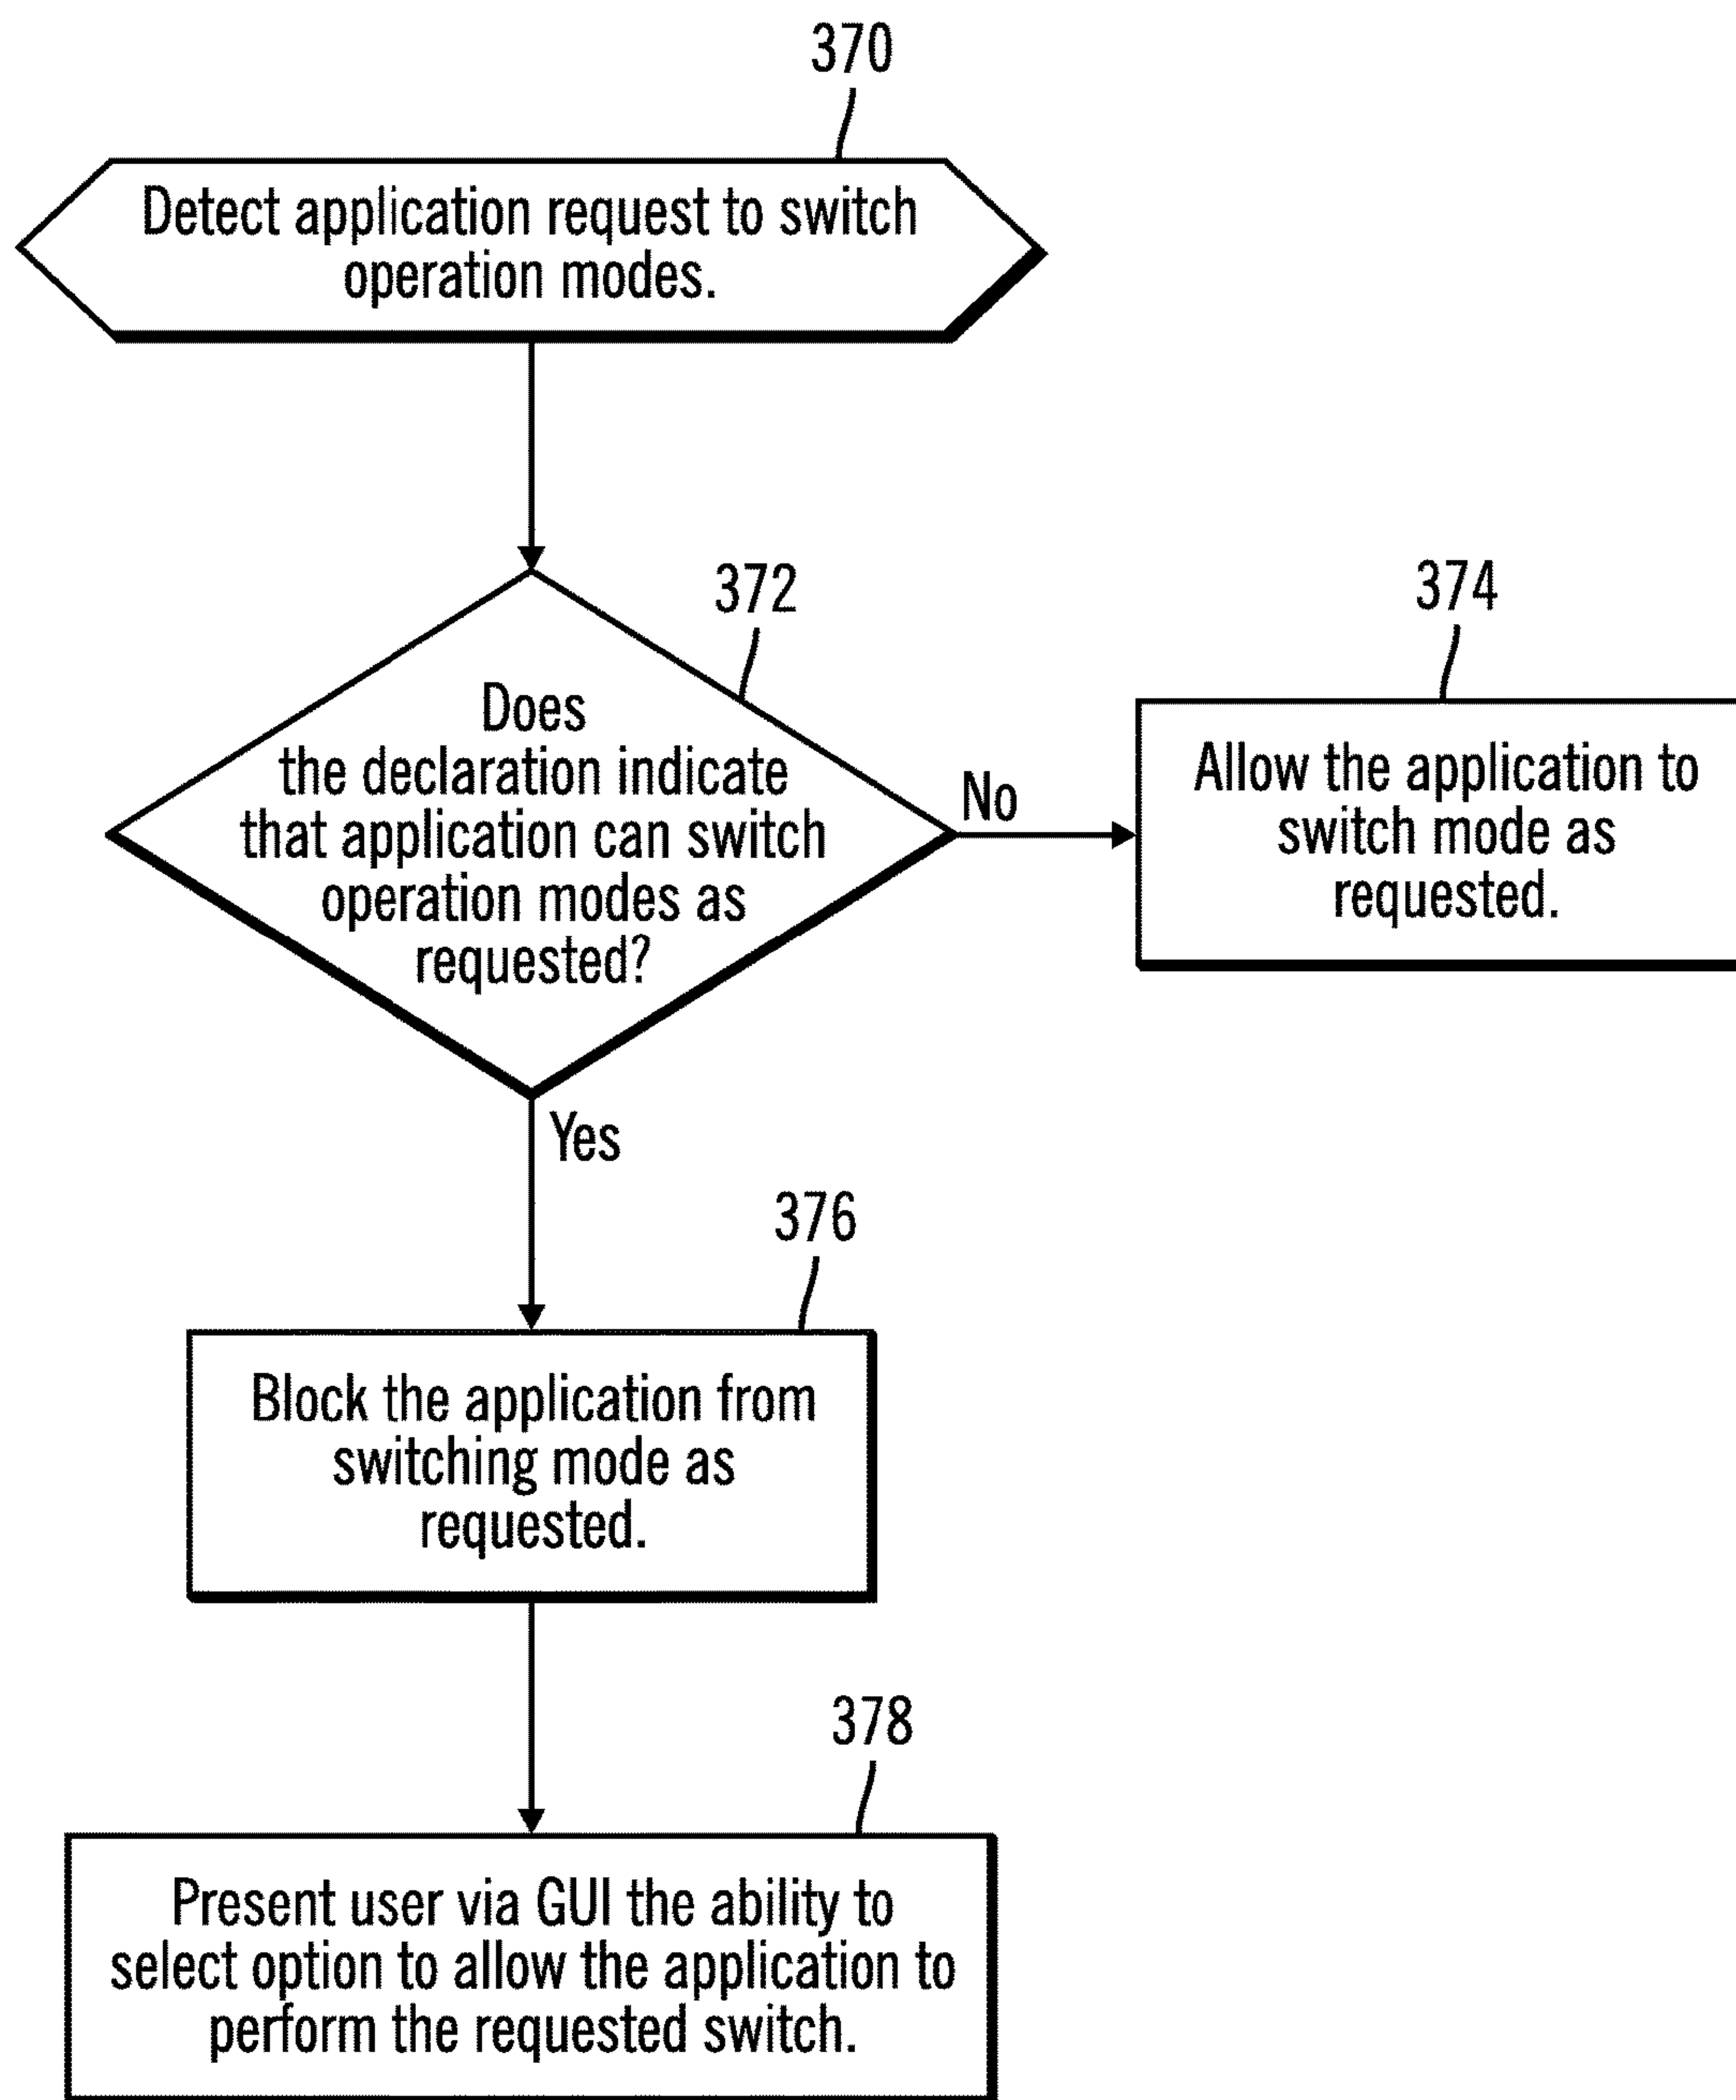 370
Detect application request to switch
operation modes.
372
Does
the declaration indicate
that application can switch
operation modes as
requested?
No
374
Allow the application to
switch mode as
requested.
Yes
376
Block the application from
switching mode as
requested.
378
Present user via GUI the ability to
select option to allow the application to
perform the requested switch.